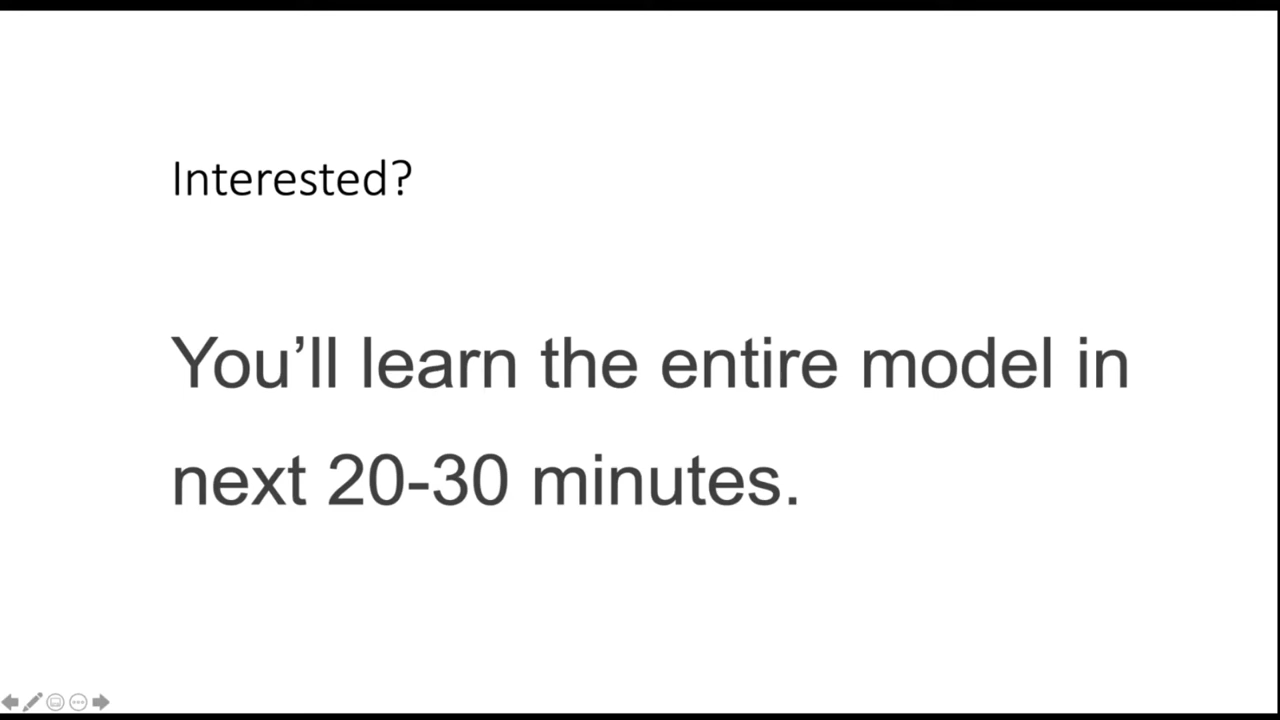 Interested?
You’ll learn the entire model in
next 20-30 minutes.